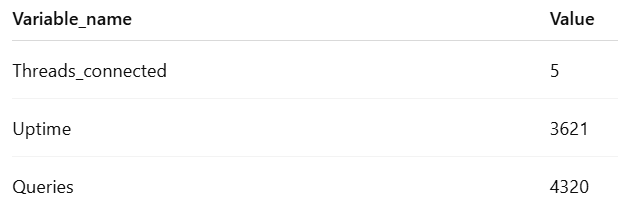 Variable_name Value
Threads_connected 5
Uptime 3621
Queries 4320